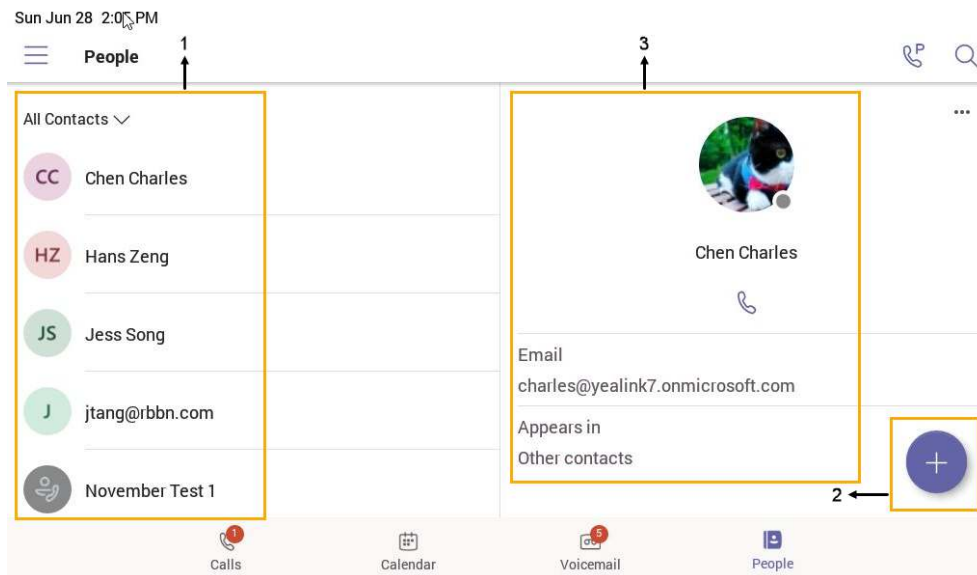 Sun Jun 28 2:0 PM
People
1
3
P
All Contacts
CC Chen Charles
HZ Hans Zeng
JS Jess Song
J jtang@rbbn.com
November Test 1
...
Chen Charles
Email
charles@yealink7.onmicrosoft.com
Appears in
Other contacts
2
+
1
5
Calls
Calendar
Voicemail
People